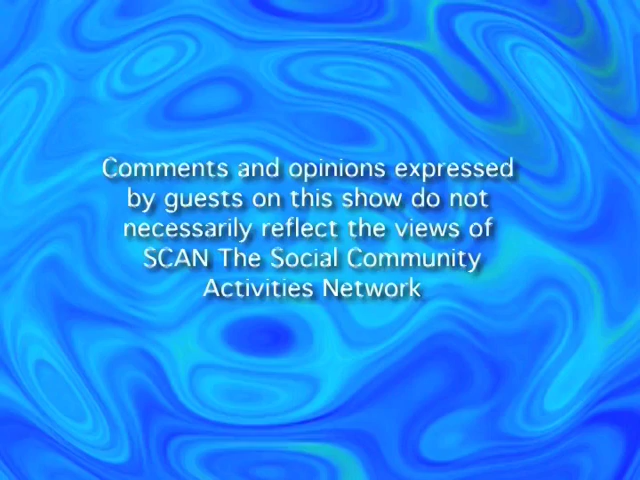 Comments and opinions expressed
by guests on this show do not
necessarily reflect the views of
SCAN The Social Community
Activities Network